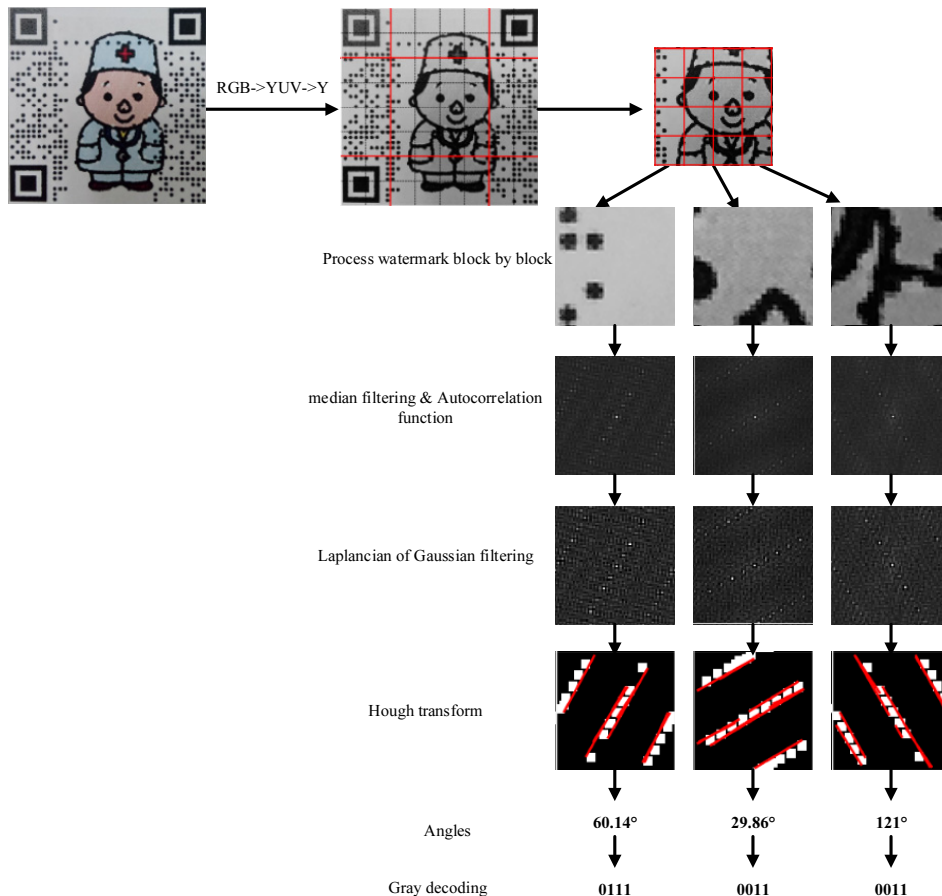 RGB->YUV->Y
Process watermark block by block
median filtering & Autocorrelation
function
Laplancian of Gaussian filtering
Hough transform
Angles
60.14°
29.86°
121°
Gray decoding
0111
0011
0011